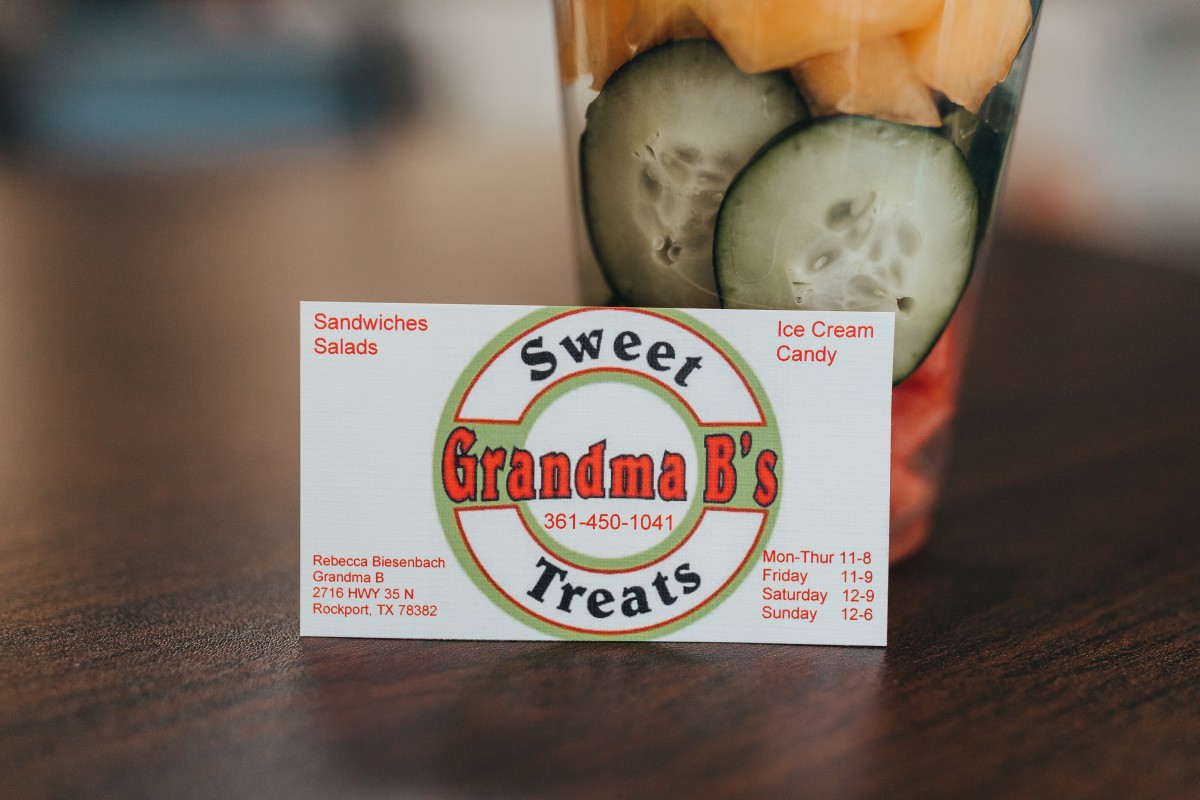 Sandwiches
Salads
Ice Cream
Candy
Sweet
Grandma B's
361-450-1041
Treats
Rebecca Biesenbach
Grandma B
2716 HWY 35 N
Rockport, TX 78382
Mon-Thur 11-8
Friday 11-9
Saturday 12-9
Sunday 12-6